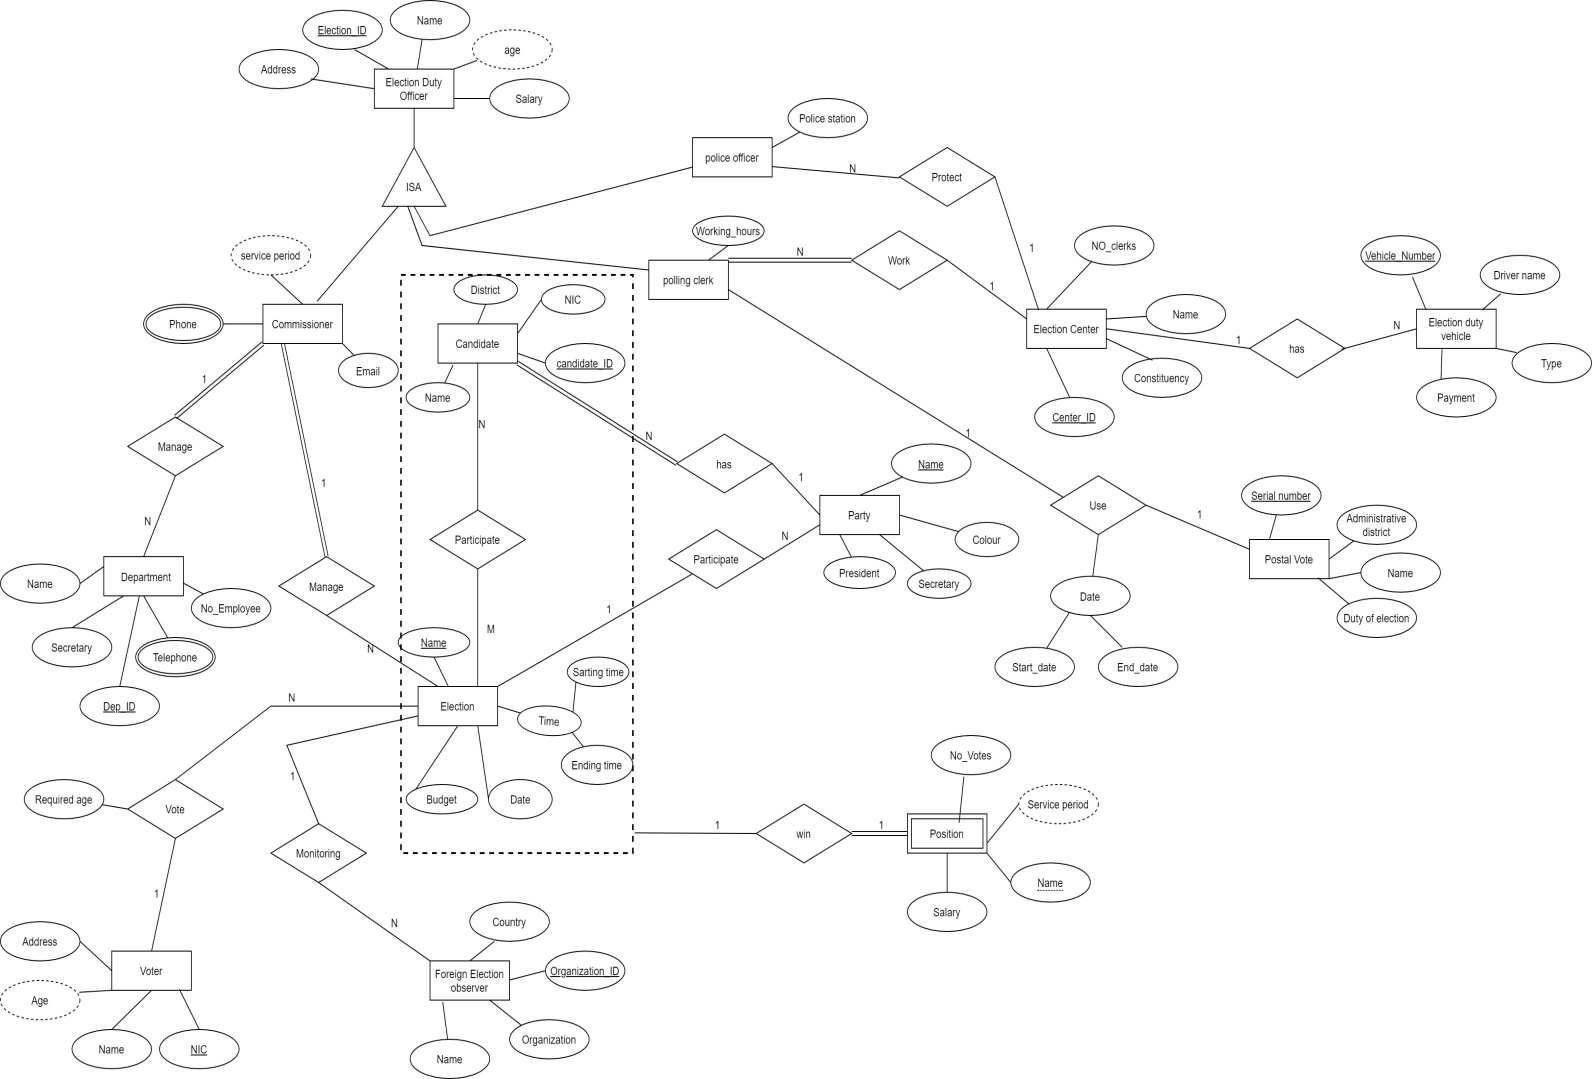 Name
Election_ID
age
Address
Election Duty
Officer
Salary
Police station
police officer
N
Protect
ISA
Working_hours
NO_clerks
1
service period
N
Work
Vehicle_Number
Driver name
polling clerk
1
District
NIC
Name
Phone
Commissioner
Election Center
Election duty
vehicle
Candidate
1
has
N
candidate_ID
Email
Type
1
Constituency
Name
Payment
Center_ID
N
N
1
Manage
has
Name
1
1
Serial number
Use
1
Party
Administrative
district
N
Participate
N
Colour
Participate
Postal Vote
Name
Department
Manage
President
Secretary
Name
No_Employee
Date
1
Duty of election
M
Secretary
Name
N
Telephone
Sarting time
Start_date
End_date
N
Dep_ID
Election
Time
Ending time
No_Votes
1
Required age
Vote
Budget
Date
Service period
1
win
1
Position
Monitoring
1
Name
Salary
N
Country
Address
Voter
Foreign Election
observer
Organization_ID
Age
Organization
Name
NIC
Name